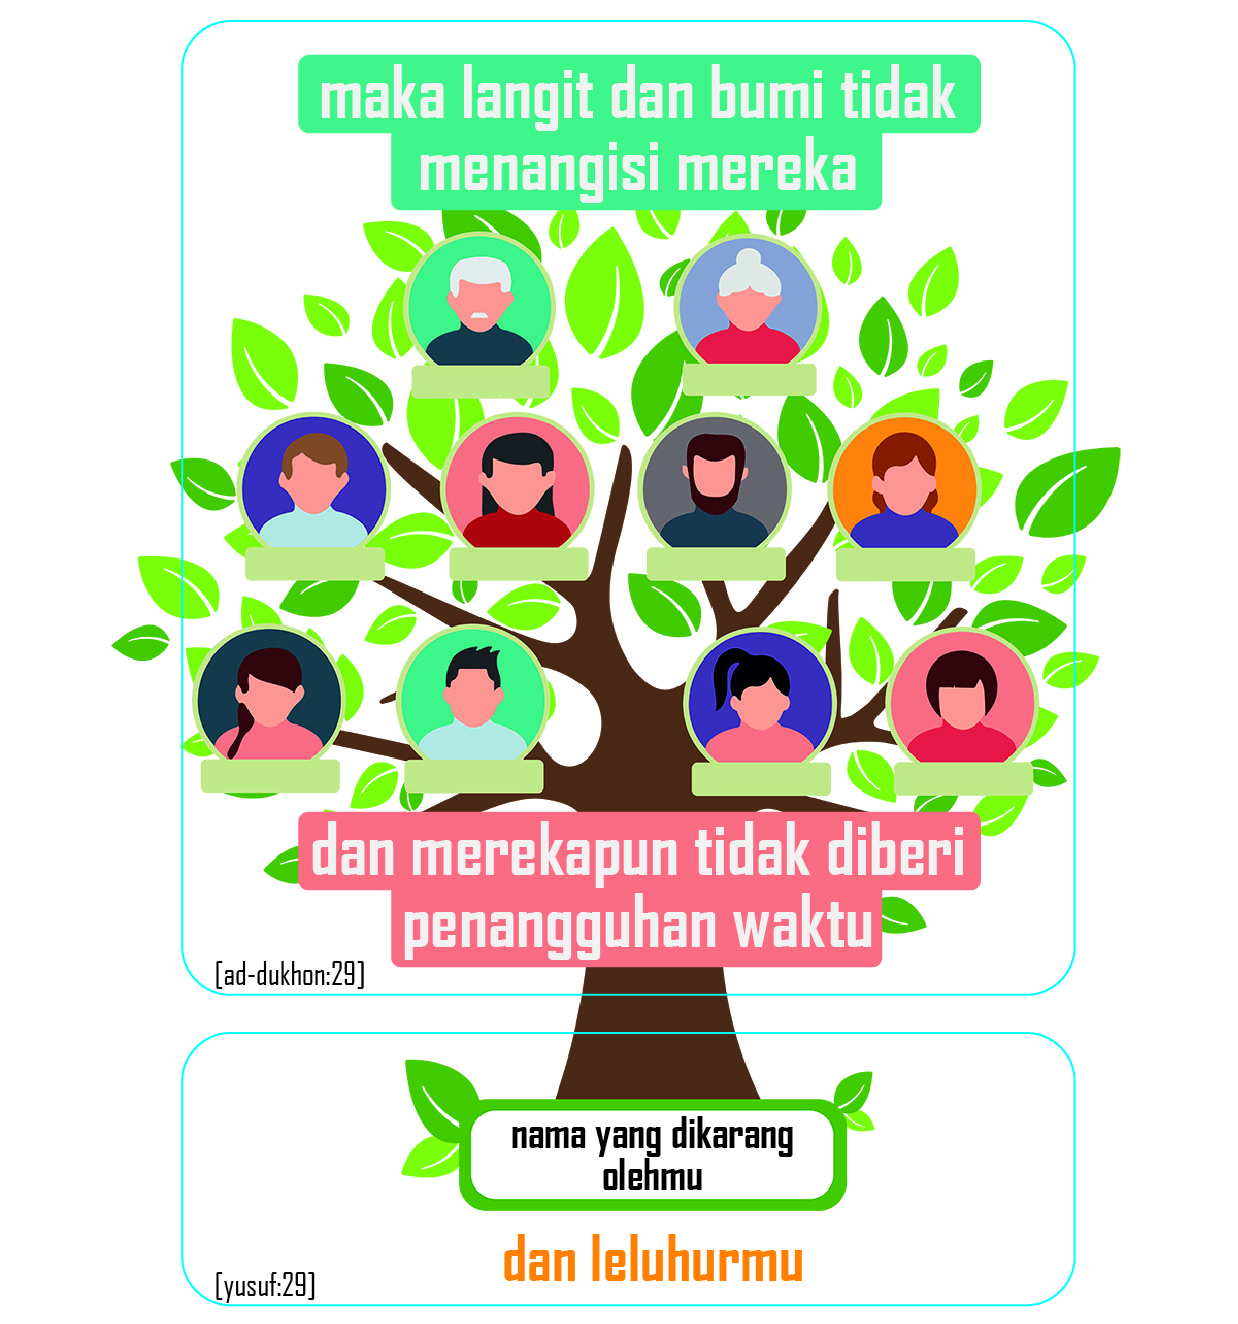 maka langit dan bumi tidak
menangisi mereka
dan merekapun tidak diberi
penangguhan waktu
[ad-dukhon:29]
nama yang dikarang
olehmu
dan leluhurmu
[yusuf:29]